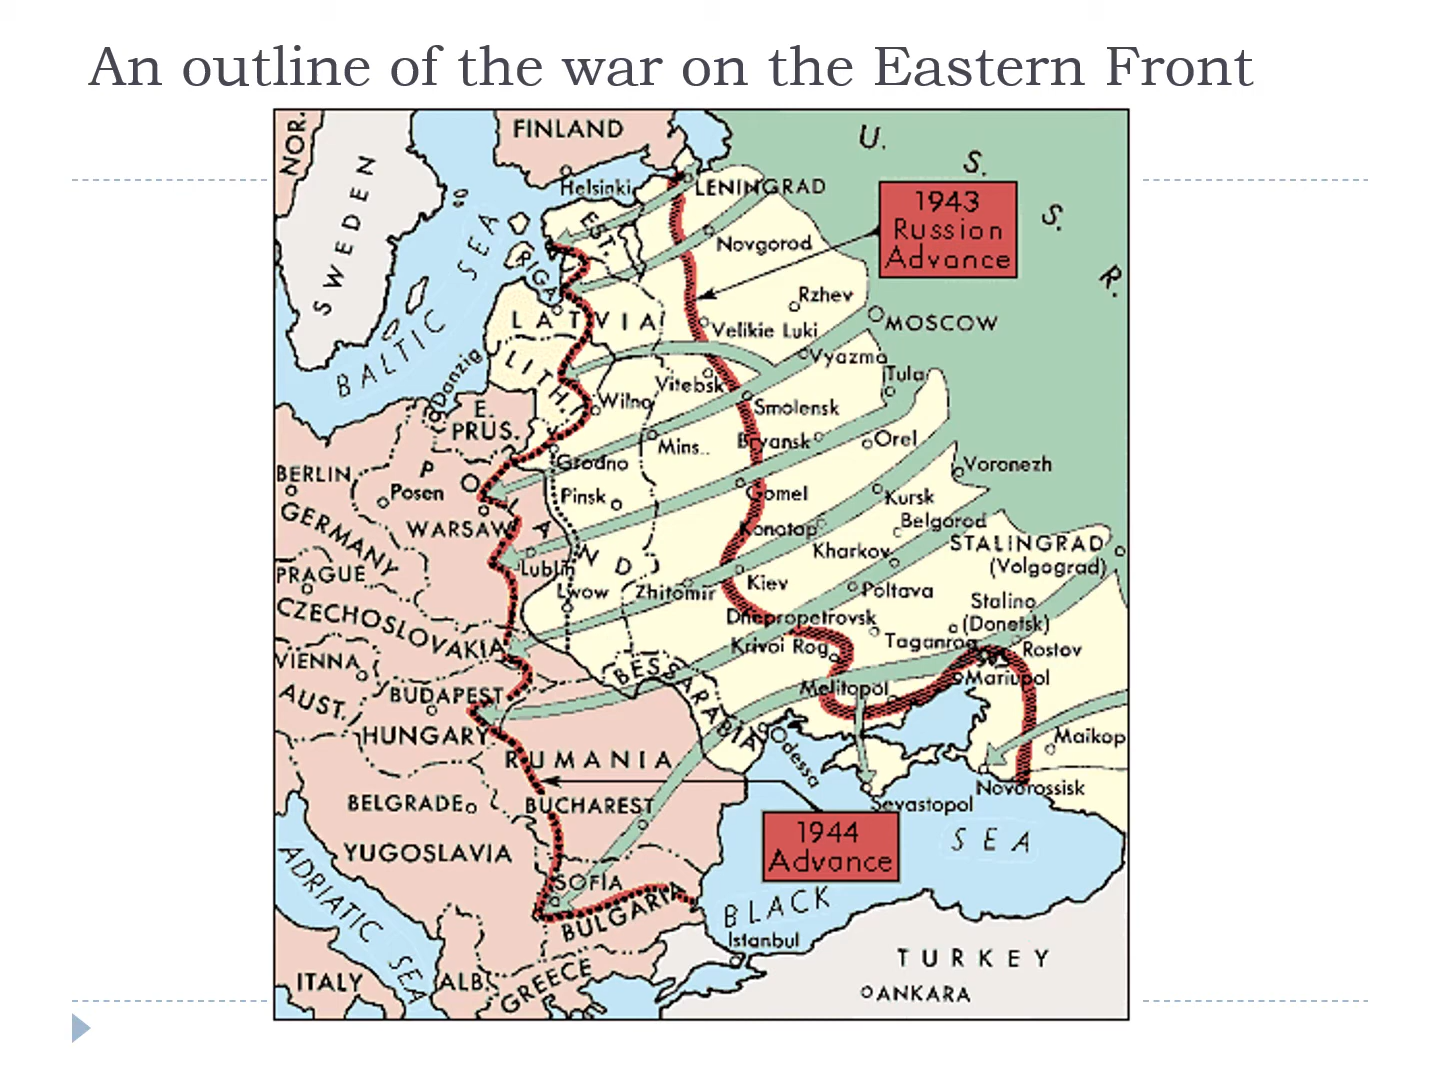 An outline of the war on the Eastern Front
NOR.
SWEDEN
FINLAND
Helsinki
BALTIC SEA
U. S. S. R.
LENINGRAD
1943
Russian
Advance
EST.
Novgorod
RIGA
Rzhev
MOSCOW
LATVIA
Velikie Luki
Vyazma
LITH.
Danzig
Vitebsk
Tula
Wilno
Smolensk
E.
PRUS.
Mins..
Bryansk
Orel
Grodno
Voronezh
BERLIN
Posen
POLAND
Pinsk
Gomel
Kursk
GERMANY
WARSAW
Konotop
Belgorod
Kharkov
STALINGRAD
(Volgograd)
PRAGUE
Lublin
Lwow
Zhitomir
Kiev
Poltava
Stalino
(Donetsk)
CZECHOSLOVAKIA
Dnepropetrovsk
Krivoi Rog
Taganrog
Rostov
VIENNA
BESSARABIA
Mariupol
AUST.
BUDAPEST
Melitopol
HUNGARY
RUMANIA
Odessa
Maikop
Novorossisk
Sevastopol
BELGRADE
BUCHAREST
1944
Advance
YUGOSLAVIA
SOFIA
BULGARIA
BLACK SEA
ADRIATIC SEA
Istanbul
TURKEY
ITALY
ALB.
GREECE
ANKARA